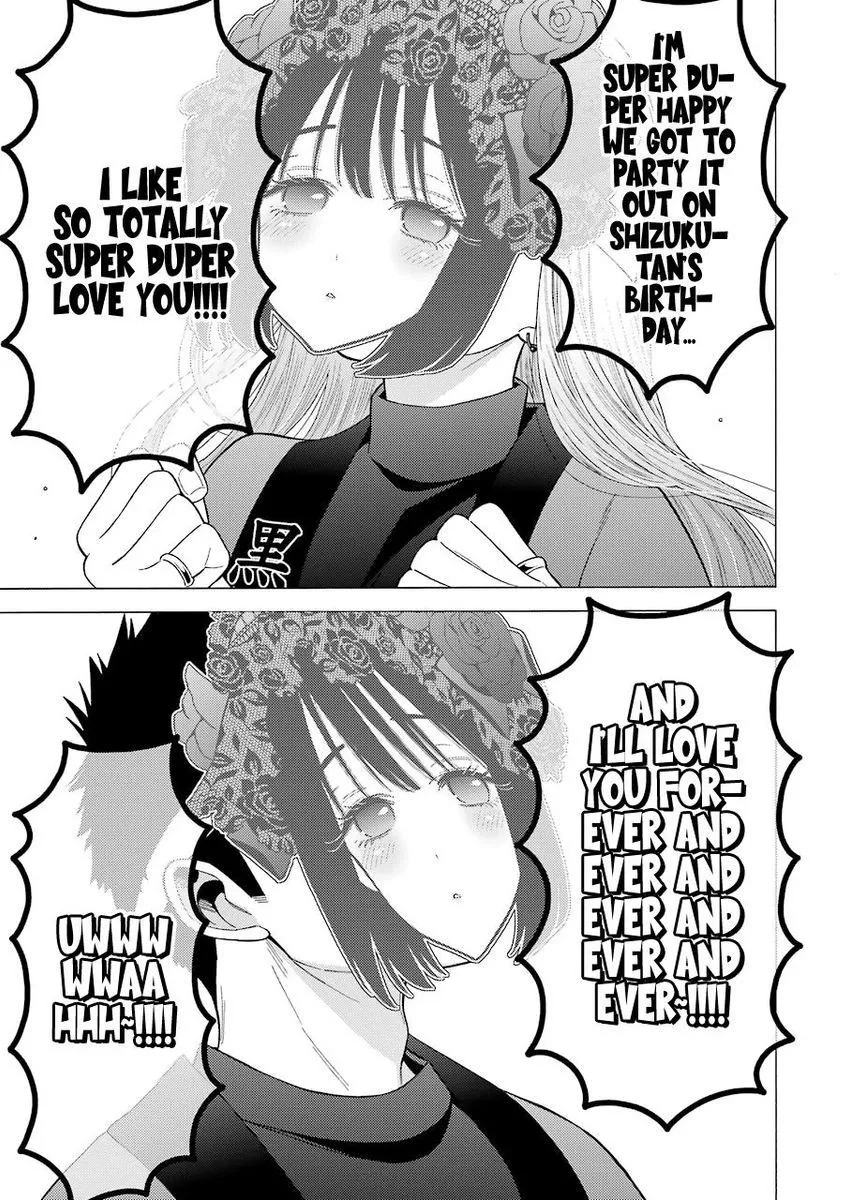 I'M
SUPER DU-
PER HAPPY
WE GOT TO
PARTY IT
OUT ON
SHIZUKU-
TAN'S
BIRTH-
DAY...
I LIKE
SO TOTALLY
SUPER DUPER
LOVE YOU!!!!
黒
AND
I'LL LOVE
YOU FOR-
EVER AND
EVER AND
EVER AND
EVER AND
EVER~!!!!
UWWW
WWAA
HHH~!!!!